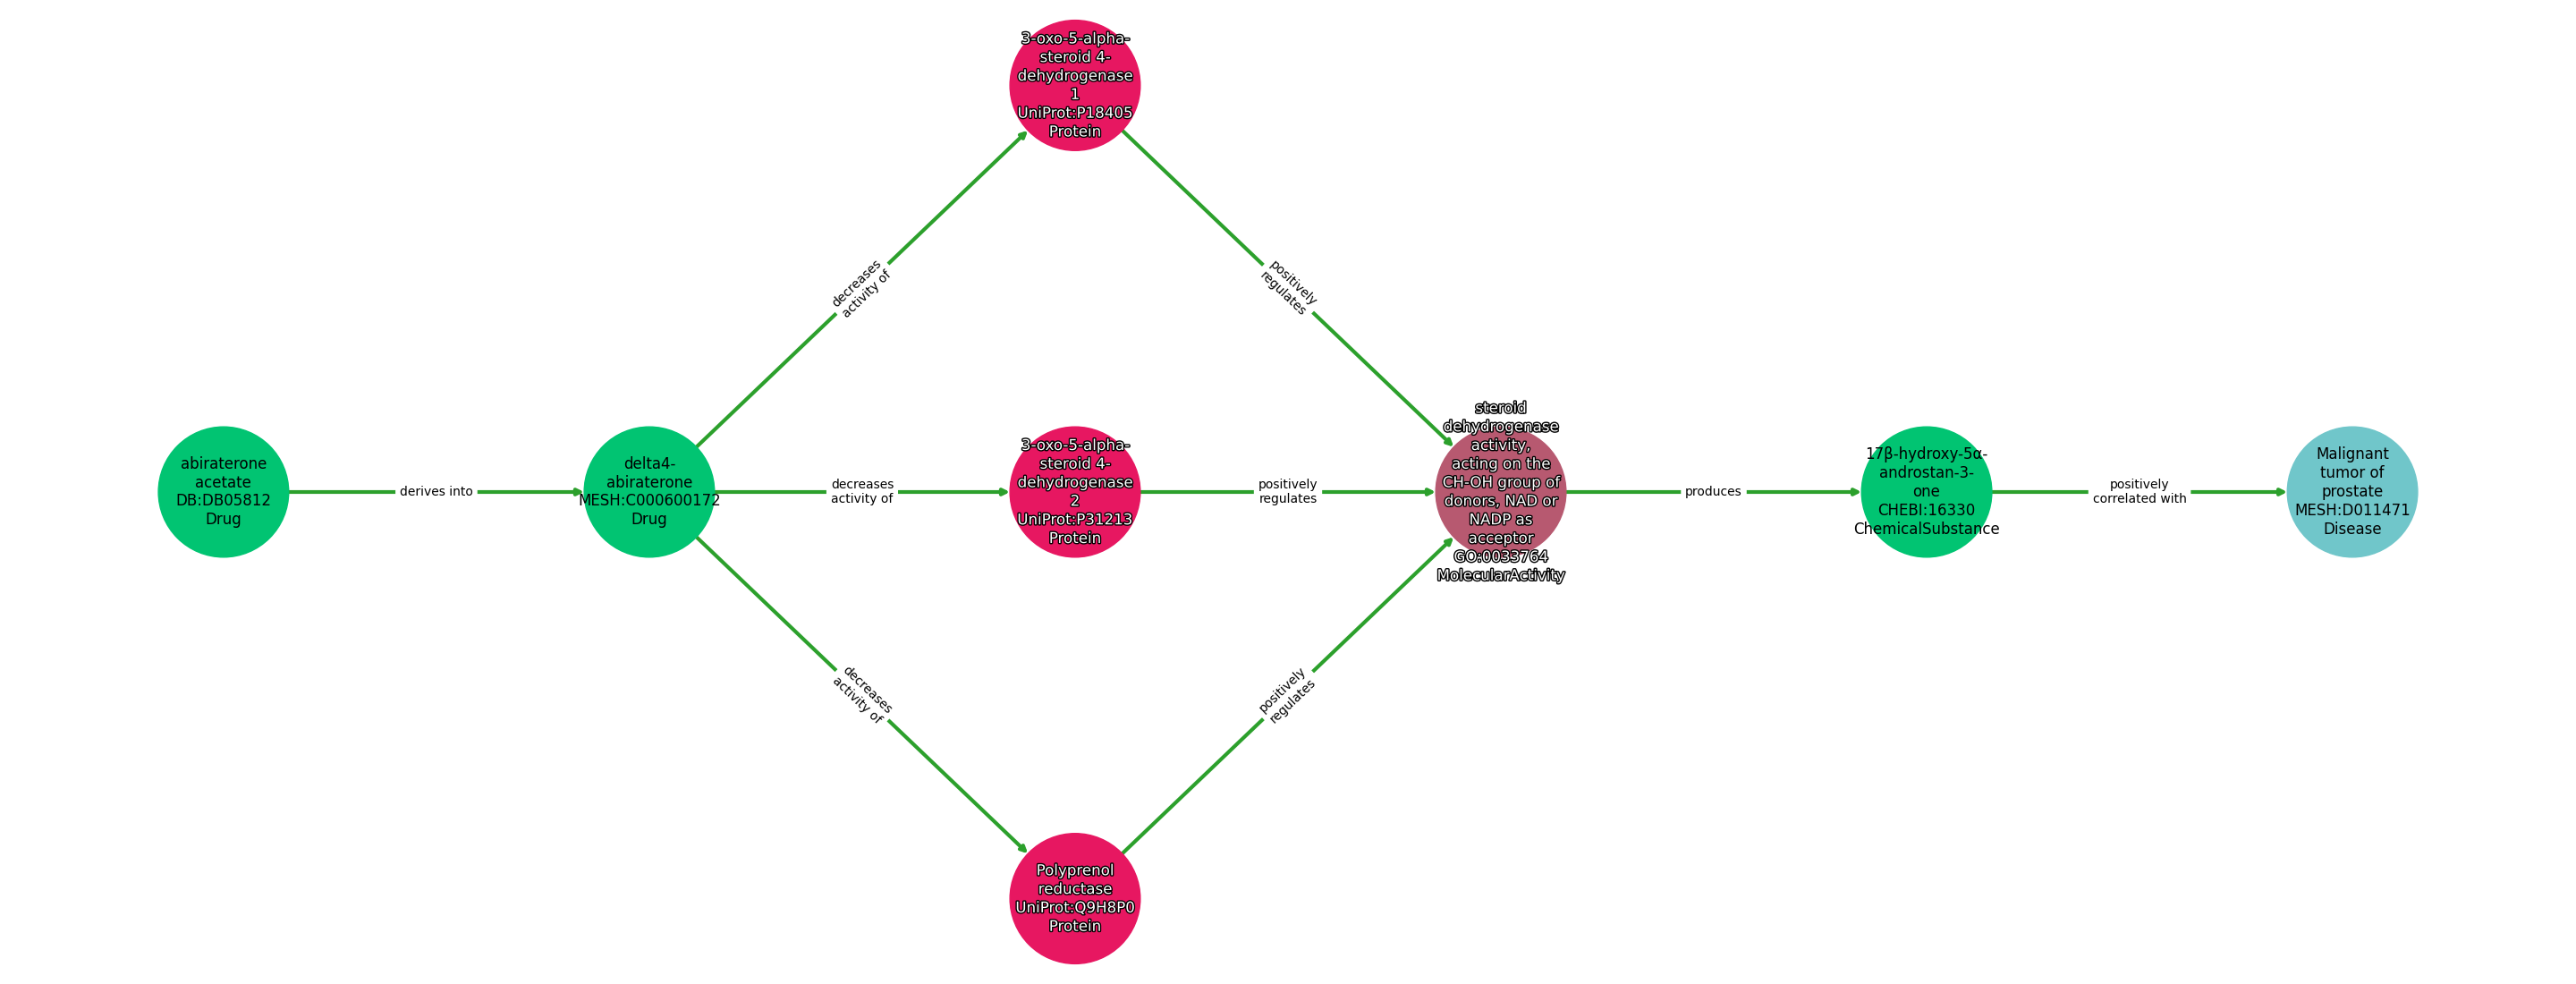 3-oxo-5-alpha-
steroid 4-
dehydrogenase
1
UniProt:P18405
Protein
decreases
activity of
positively
regulates
abiraterone
acetate
DB:DB05812
Drug
derives into
delta4-
abiraterone
MESH:C000600172
Drug
decreases
activity of
3-oxo-5-alpha-
steroid 4-
dehydrogenase
2
UniProt:P31213
Protein
positively
regulates
steroid
dehydrogenase
activity,
acting on the
CH-OH group of
donors, NAD or
NADP as
acceptor
GO:0033764
MolecularActivity
produces
17β-hydroxy-5α-
androstan-3-
one
CHEBI:16330
ChemicalSubstance
positively
correlated with
Malignant
tumor of
prostate
MESH:D011471
Disease
decreases
activity of
positively
regulates
Polyprenol
reductase
UniProt:Q9H8P0
Protein